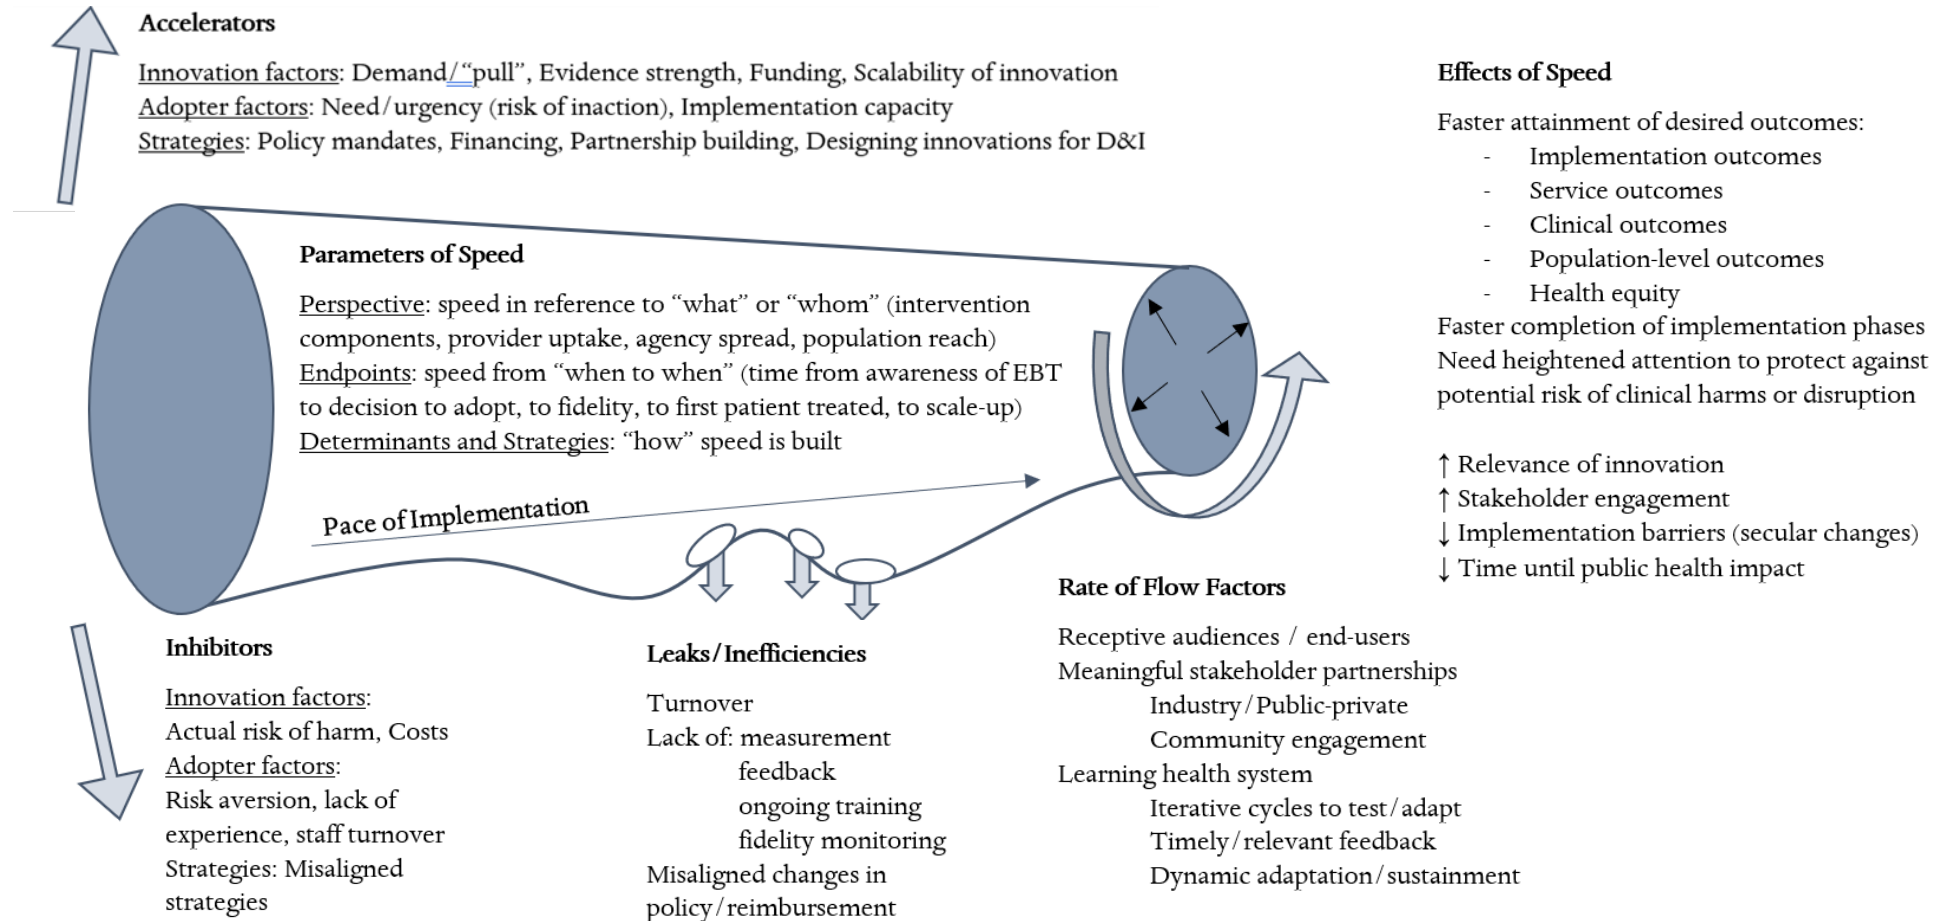 Accelerators
Innovation factors: Demand/“pull”, Evidence strength, Funding, Scalability of innovation
Adopter factors: Need/urgency (risk of inaction), Implementation capacity
Strategies: Policy mandates, Financing, Partnership building, Designing innovations for D&I
Parameters of Speed
Perspective: speed in reference to “what” or “whom” (intervention
components, provider uptake, agency spread, population reach)
Endpoints: speed from “when to when” (time from awareness of EBT
to decision to adopt, to fidelity, to first patient treated, to scale-up)
Determinants and Strategies: “how” speed is built
Pace of Implementation
Effects of Speed
Faster attainment of desired outcomes:
- Implementation outcomes
- Service outcomes
- Clinical outcomes
- Population-level outcomes
- Health equity
Faster completion of implementation phases
Need heightened attention to protect against
potential risk of clinical harms or disruption
↑ Relevance of innovation
↑ Stakeholder engagement
↓ Implementation barriers (secular changes)
↓ Time until public health impact
Inhibitors
Innovation factors:
Actual risk of harm, Costs
Adopter factors:
Risk aversion, lack of
experience, staff turnover
Strategies: Misaligned
strategies
Leaks/Inefficiencies
Turnover
Lack of: measurement
feedback
ongoing training
fidelity monitoring
Misaligned changes in
policy/reimbursement
Rate of Flow Factors
Receptive audiences / end-users
Meaningful stakeholder partnerships
Industry/Public-private
Community engagement
Learning health system
Iterative cycles to test/adapt
Timely/relevant feedback
Dynamic adaptation/sustainment